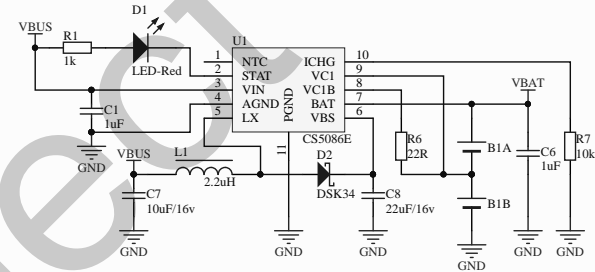 D1
VBUS
R1
1k
LED-Red
U1
1
2
3
4
5
NTC
STAT
VIN
AGND
LX
PGND
11
ICHG
VC1
VC1B
BAT
VBS
10
9
8
7
6
CS5086E
C1
1uF
GND
VBUS
L1
2.2uH
C7
10uF/16v
GND
GND
D2
DSK34
C8
22uF/16v
GND
R6
22R
B1A
B1B
GND
VBAT
C6
1uF
GND
R7
10k
GND